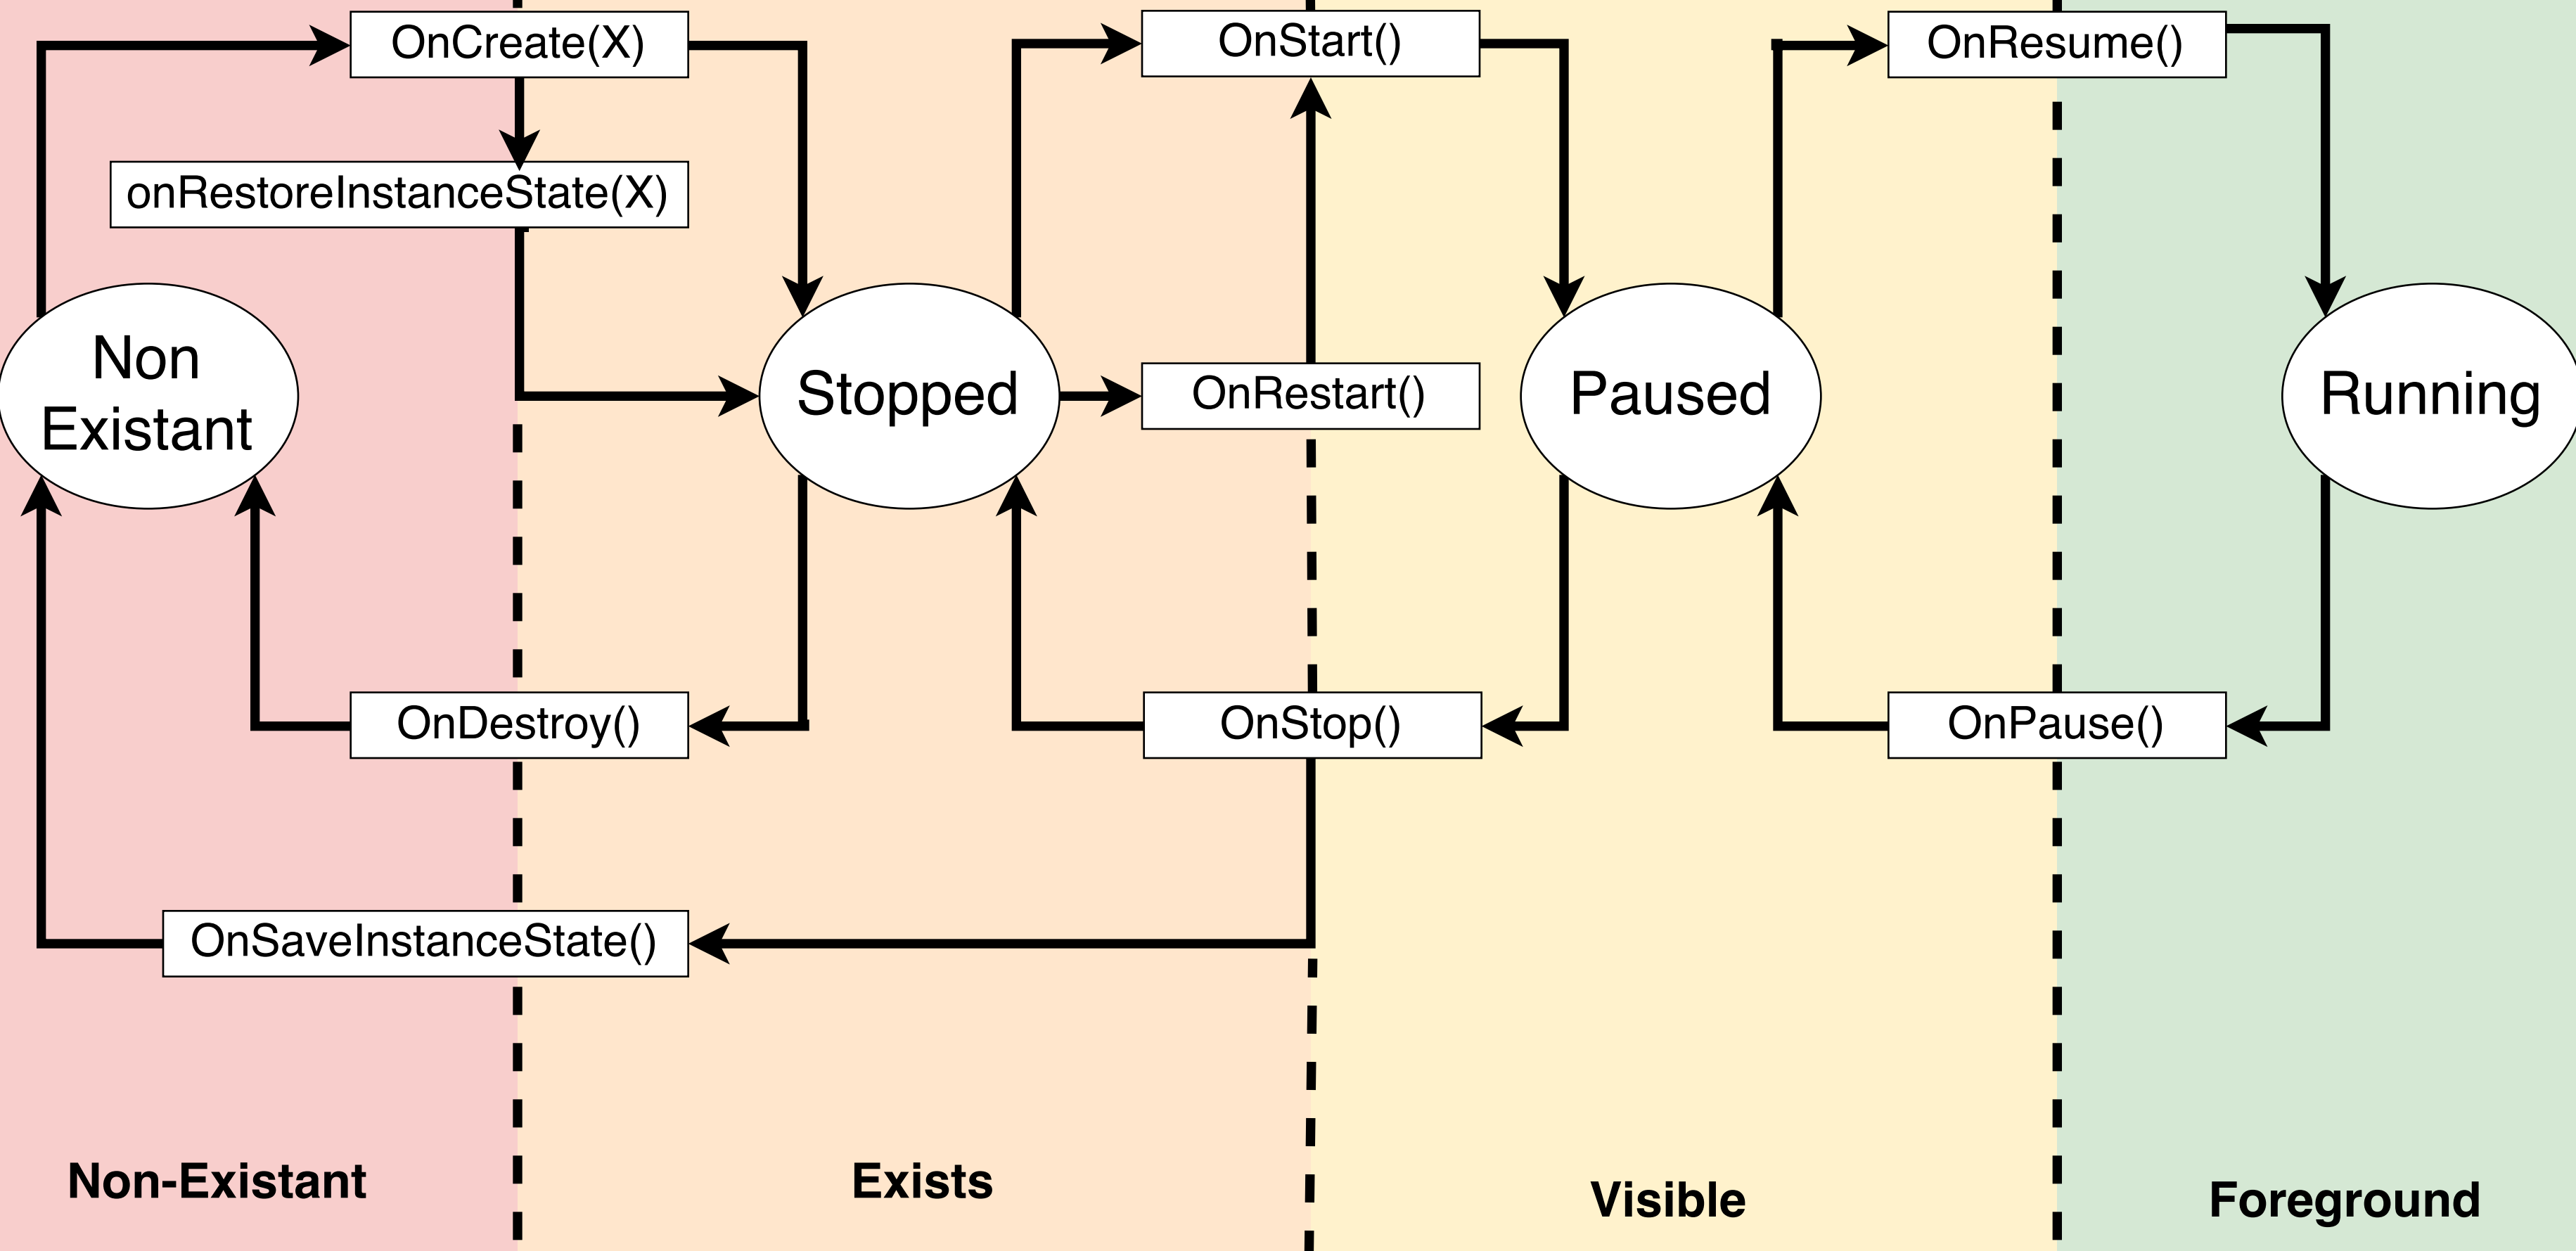 OnCreate(X)
OnStart()
OnResume()
onRestoreInstanceState(X)
Non
Existant
Stopped
OnRestart()
Paused
Running
OnDestroy()
OnStop()
OnPause()
OnSaveInstanceState()
Non-Existant
Exists
Visible
Foreground